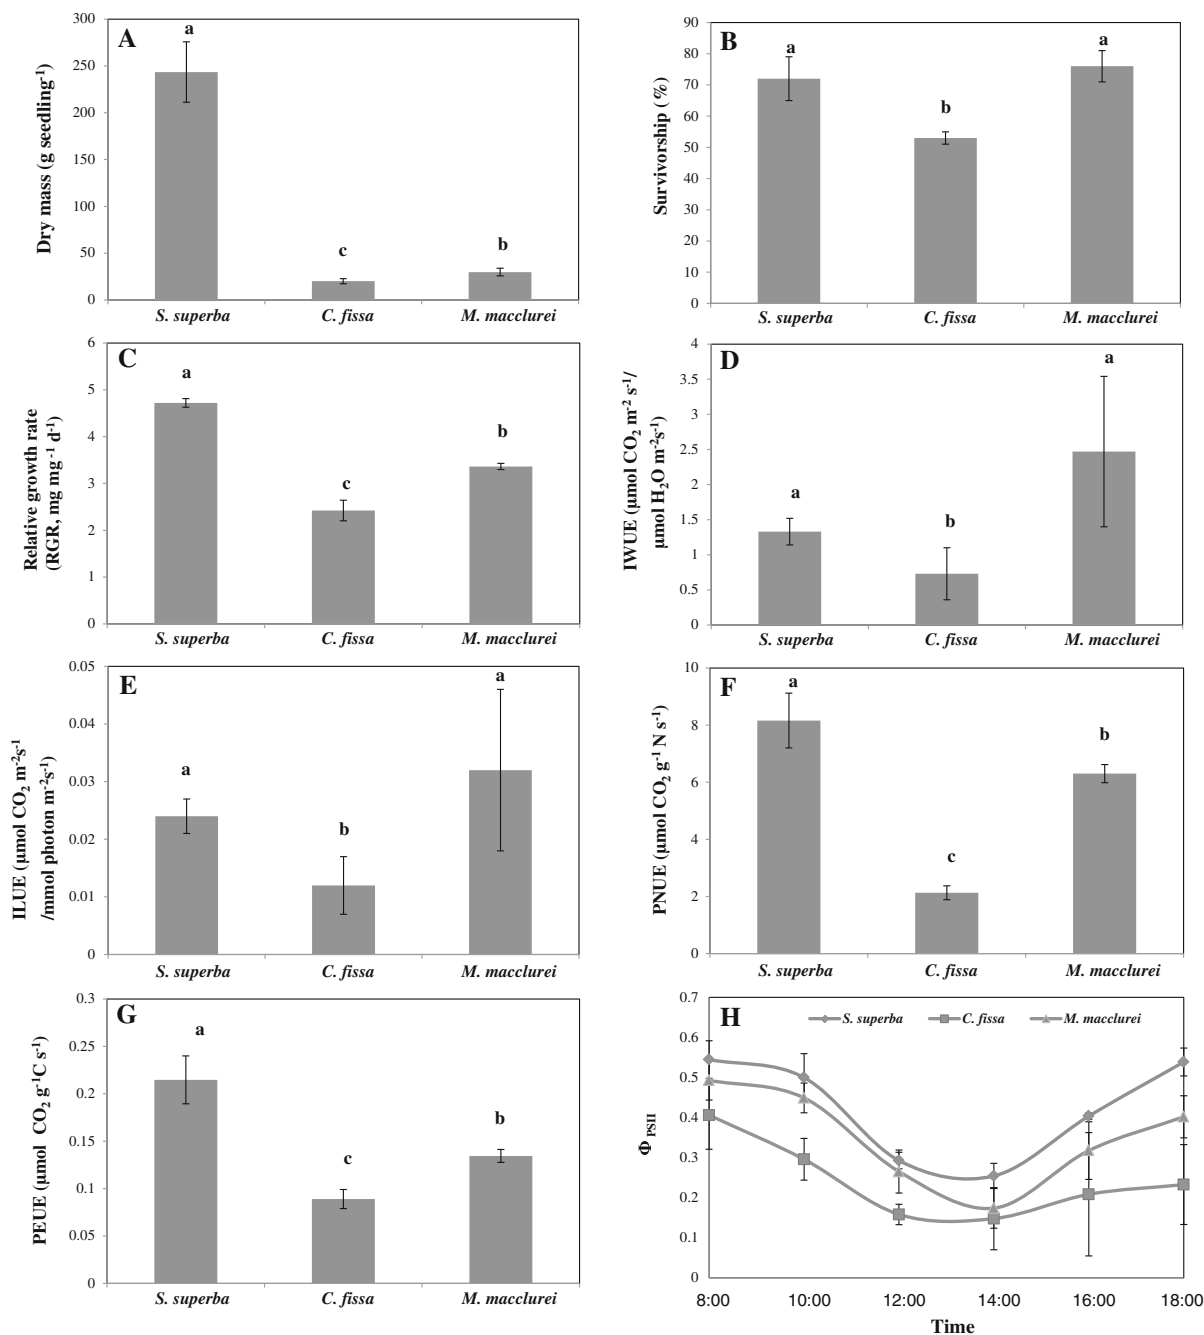 A
Dry mass (g seedling-1)
300
250
200
150
100
50
0
a
c
b
S. superba C. fissa M. macclurei
B
Survivorship (%)
90
80
70
60
50
40
30
20
10
0
a
b
a
S. superba C. fissa M. macclurei
C
Relative growth rate
(RGR, mg mg-1 d-1)
6
5
4
3
2
1
0
a
c
b
S. superba C. fissa M. macclurei
D
IWUE (μmol CO2 m-2 s-1/
μmol H2O m-2s-1)
4
3.5
3
2.5
2
1.5
1
0.5
0
a
b
a
S. superba C. fissa M. macclurei
E
ILUE (μmol CO2 m-2s-1
/mmol photon m-2s-1)
0.05
0.04
0.03
0.02
0.01
0
a
b
a
S. superba C. fissa M. macclurei
F
PNUE (μmol CO2 g-1 N s-1)
10
8
6
4
2
0
a
c
b
S. superba C. fissa M. macclurei
G
PEUE (μmol CO2 g-1C s-1)
0.3
0.25
0.2
0.15
0.1
0.05
0
a
c
b
S. superba C. fissa M. macclurei
H
S. superba C. fissa M. macclurei
Φ PSII
0.7
0.6
0.5
0.4
0.3
0.2
0.1
0
8:00 10:00 12:00 14:00 16:00 18:00
Time